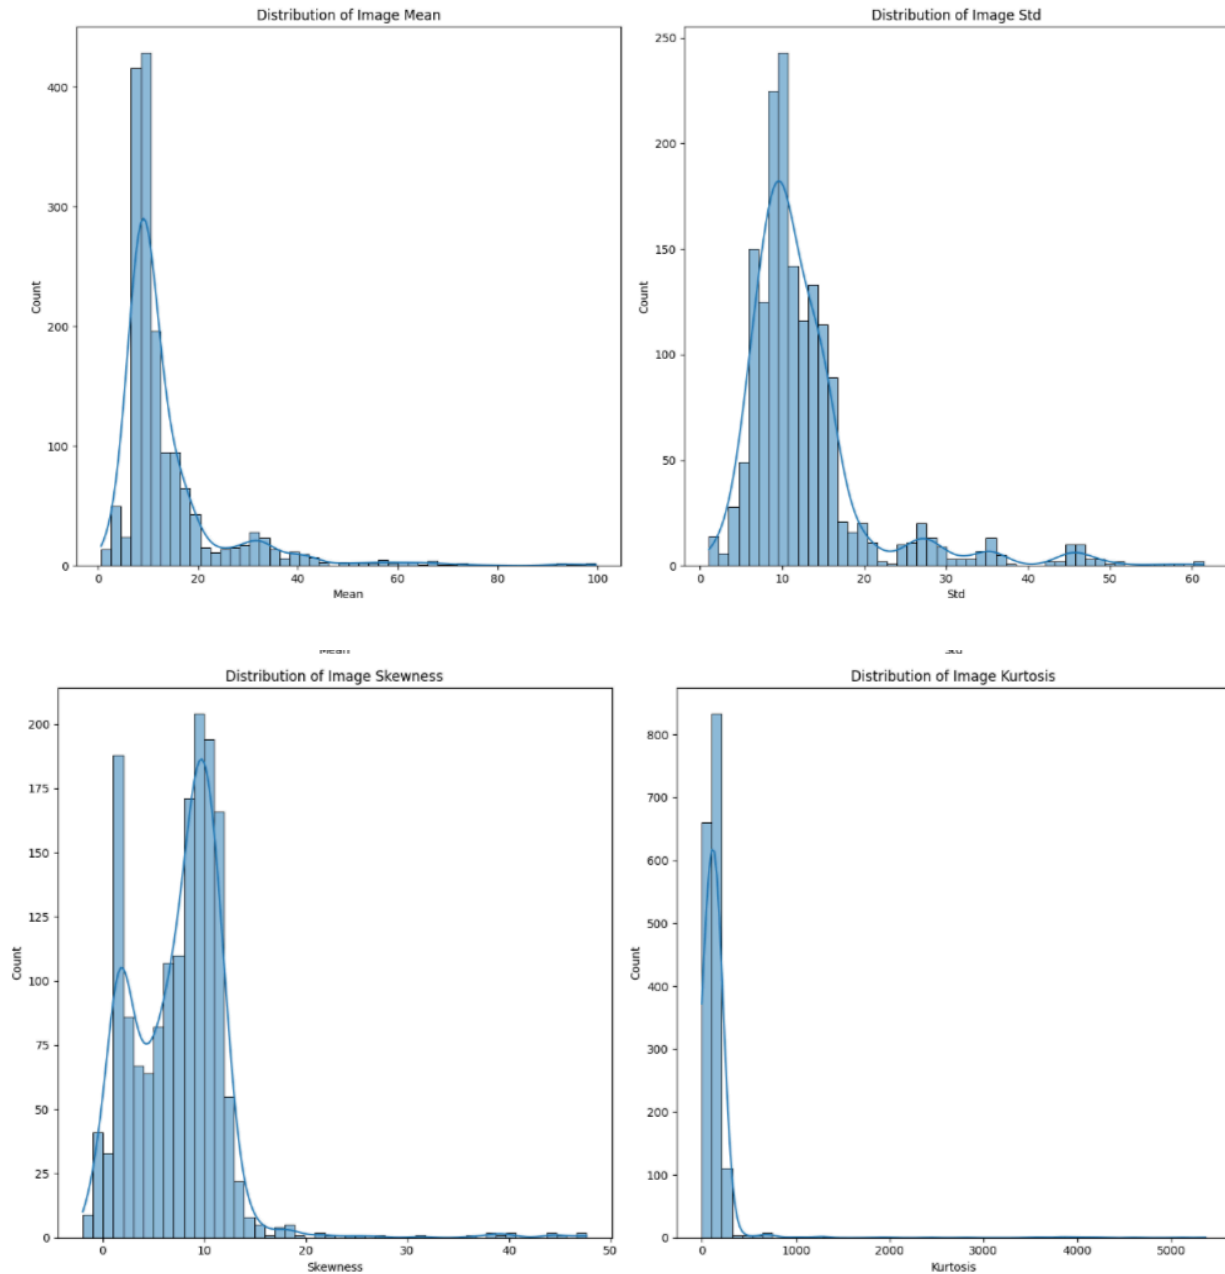 Distribution of Image Mean
400
300
200
100
0
Count
0 20 40 60 80 100
Mean
Distribution of Image Std
250
200
150
100
50
0
Count
0 10 20 30 40 50 60
Std
Mean
Std
Distribution of Image Skewness
200
175
150
125
100
75
50
25
0
Count
0 10 20 30 40 50
Skewness
Distribution of Image Kurtosis
800
700
600
500
400
300
200
100
0
Count
0 1000 2000 3000 4000 5000
Kurtosis